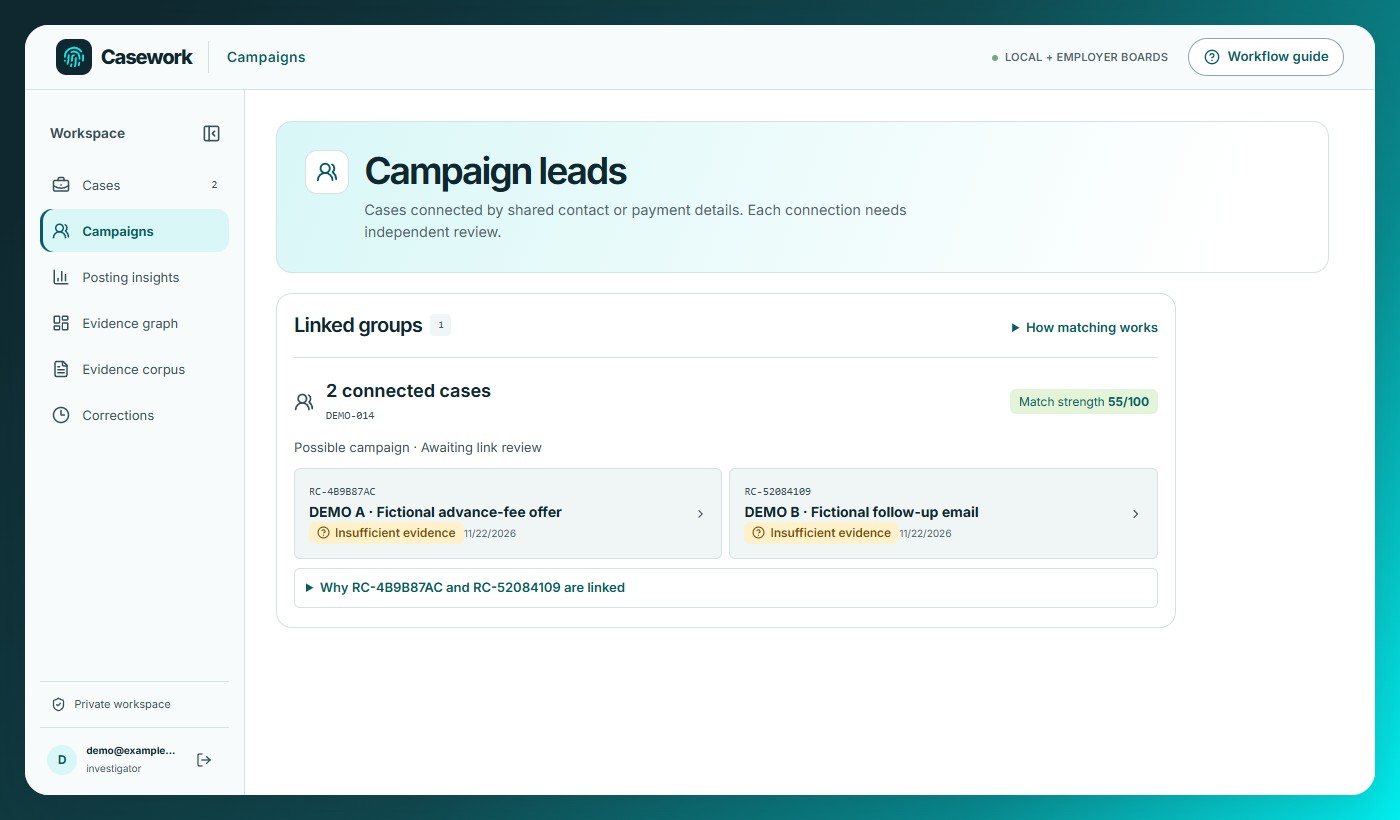 Casework
Campaigns
LOCAL + EMPLOYER BOARDS
Workflow guide
Workspace
Cases 2
Campaigns
Posting insights
Evidence graph
Evidence corpus
Corrections
Private workspace
D
demo@example...
investigator
Campaign leads
Cases connected by shared contact or payment details. Each connection needs
independent review.
Linked groups 1
How matching works
2 connected cases
DEMO-014
Match strength 55/100
Possible campaign · Awaiting link review
RC-4B9B87AC
DEMO A · Fictional advance-fee offer
Insufficient evidence 11/22/2026
RC-52084109
DEMO B · Fictional follow-up email
Insufficient evidence 11/22/2026
Why RC-4B9B87AC and RC-52084109 are linked